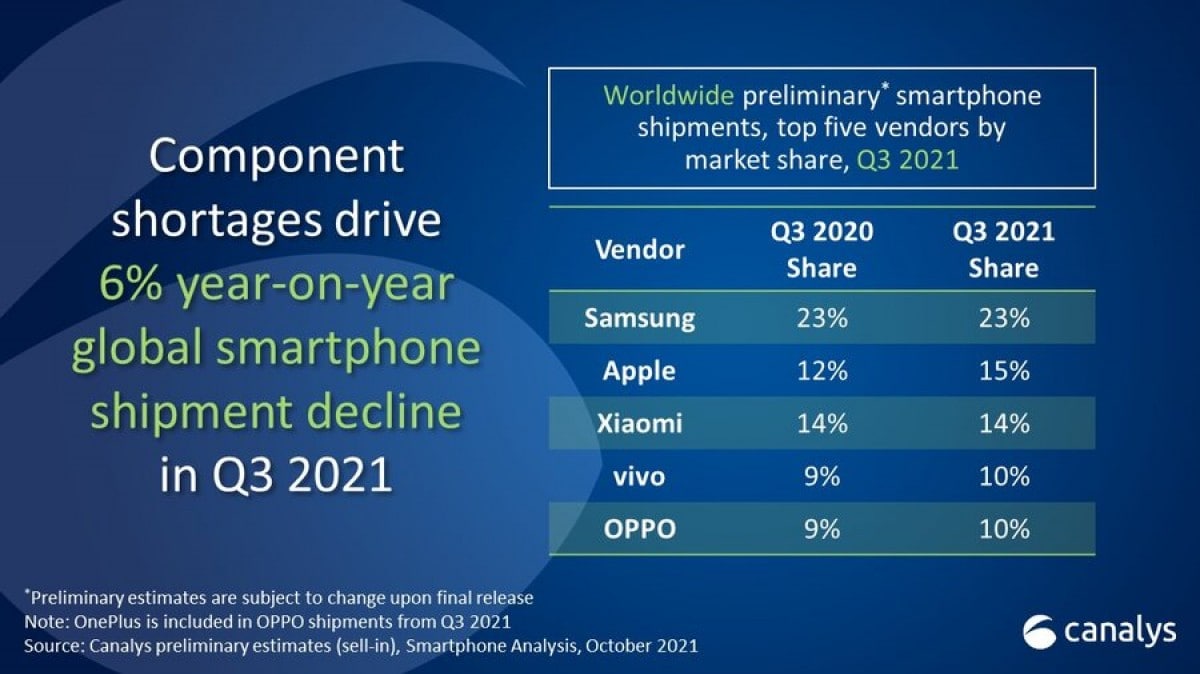 Component
shortages drive
6% year-on-year
global smartphone
shipment decline
in Q3 2021
Worldwide preliminary* smartphone
shipments, top five vendors by
market share, Q3 2021
Vendor Q3 2020 Share Q3 2021 Share
Samsung 23% 23%
Apple 12% 15%
Xiaomi 14% 14%
vivo 9% 10%
OPPO 9% 10%
*Preliminary estimates are subject to change upon final release
Note: OnePlus is included in OPPO shipments from Q3 2021
Source: Canalys preliminary estimates (sell-in), Smartphone Analysis, October 2021
canalys